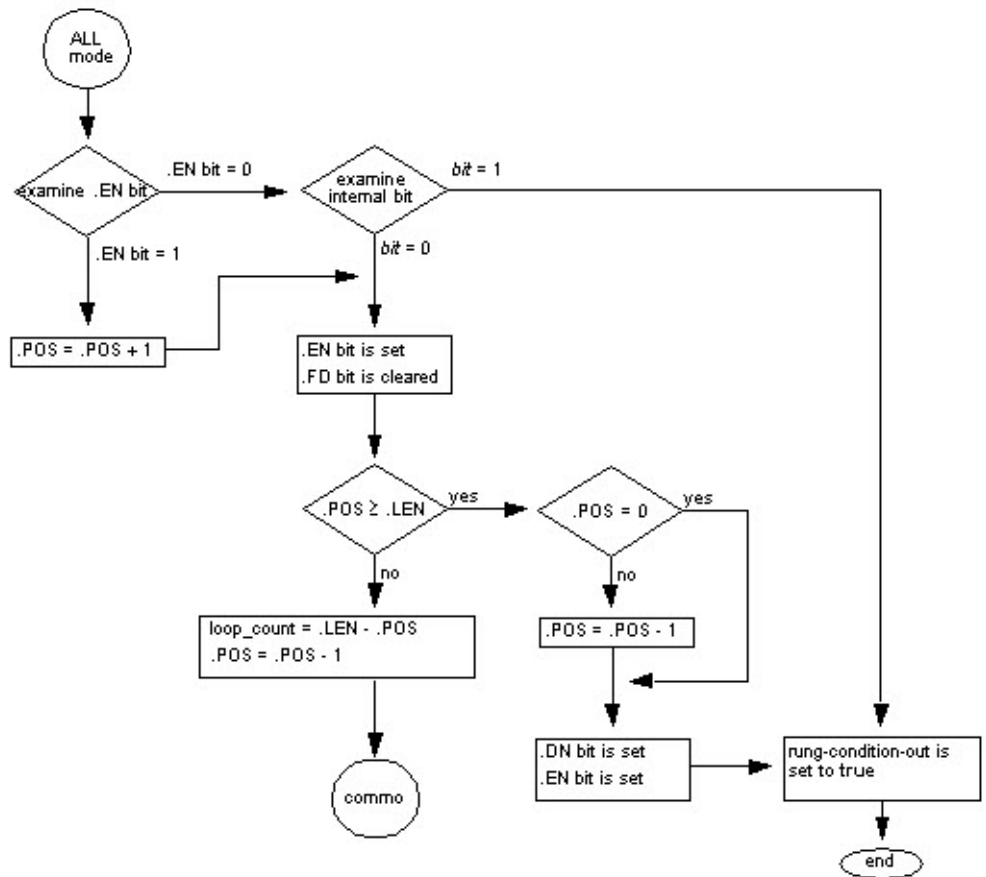 ALL
mode
examine .EN bit
.EN bit = 0
examine
internal bit
bit = 1
.EN bit = 1
bit = 0
.POS = .POS + 1
.EN bit is set
.FD bit is cleared
.POS ≥ .LEN
yes
.POS = 0
yes
no
no
loop_count = .LEN - .POS
.POS = .POS - 1
.POS = .POS - 1
.DN bit is set
.EN bit is set
rung-condition-out is
set to true
commo
end